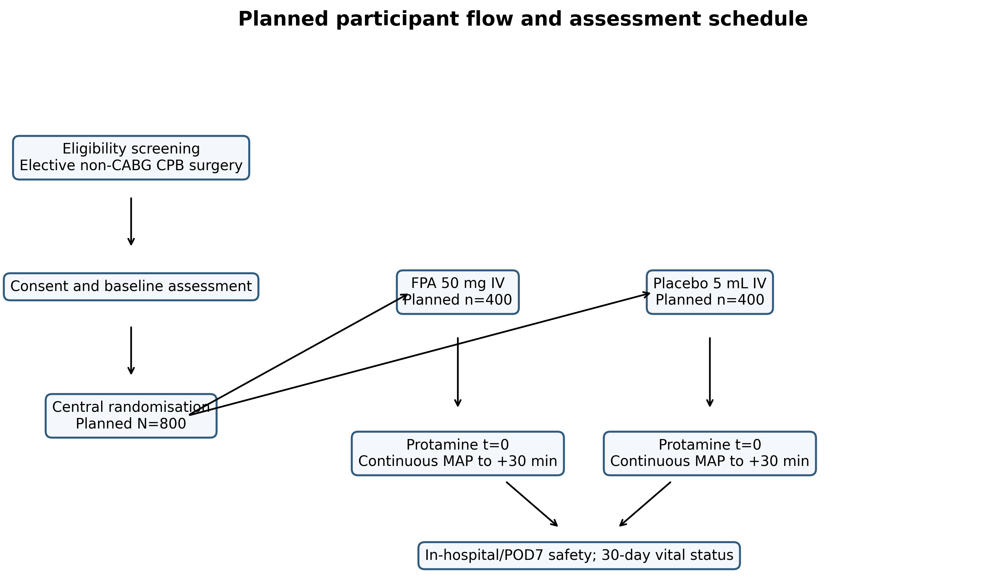 Planned participant flow and assessment schedule
Eligibility screening
Elective non-CABG CPB surgery
Consent and baseline assessment
Central randomisation
Planned N=800
FPA 50 mg IV
Planned n=400
Placebo 5 mL IV
Planned n=400
Protamine t=0
Continuous MAP to +30 min
Protamine t=0
Continuous MAP to +30 min
In-hospital/POD7 safety; 30-day vital status